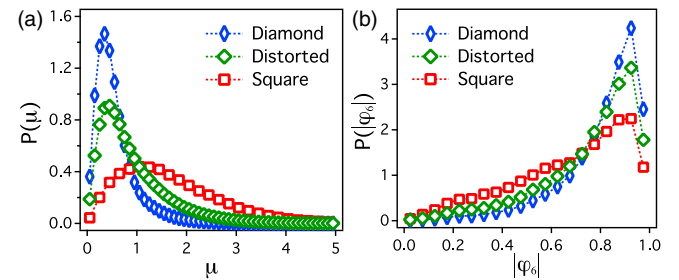 (a)
1.6
1.2
0.8
0.4
0.0
P(μ)
Diamond
Distorted
Square
0
1
2
3
4
5
μ
(b)
4
3
2
1
0
P(|φ₆|)
Diamond
Distorted
Square
0.0
0.2
0.4
0.6
0.8
1.0
|φ₆|